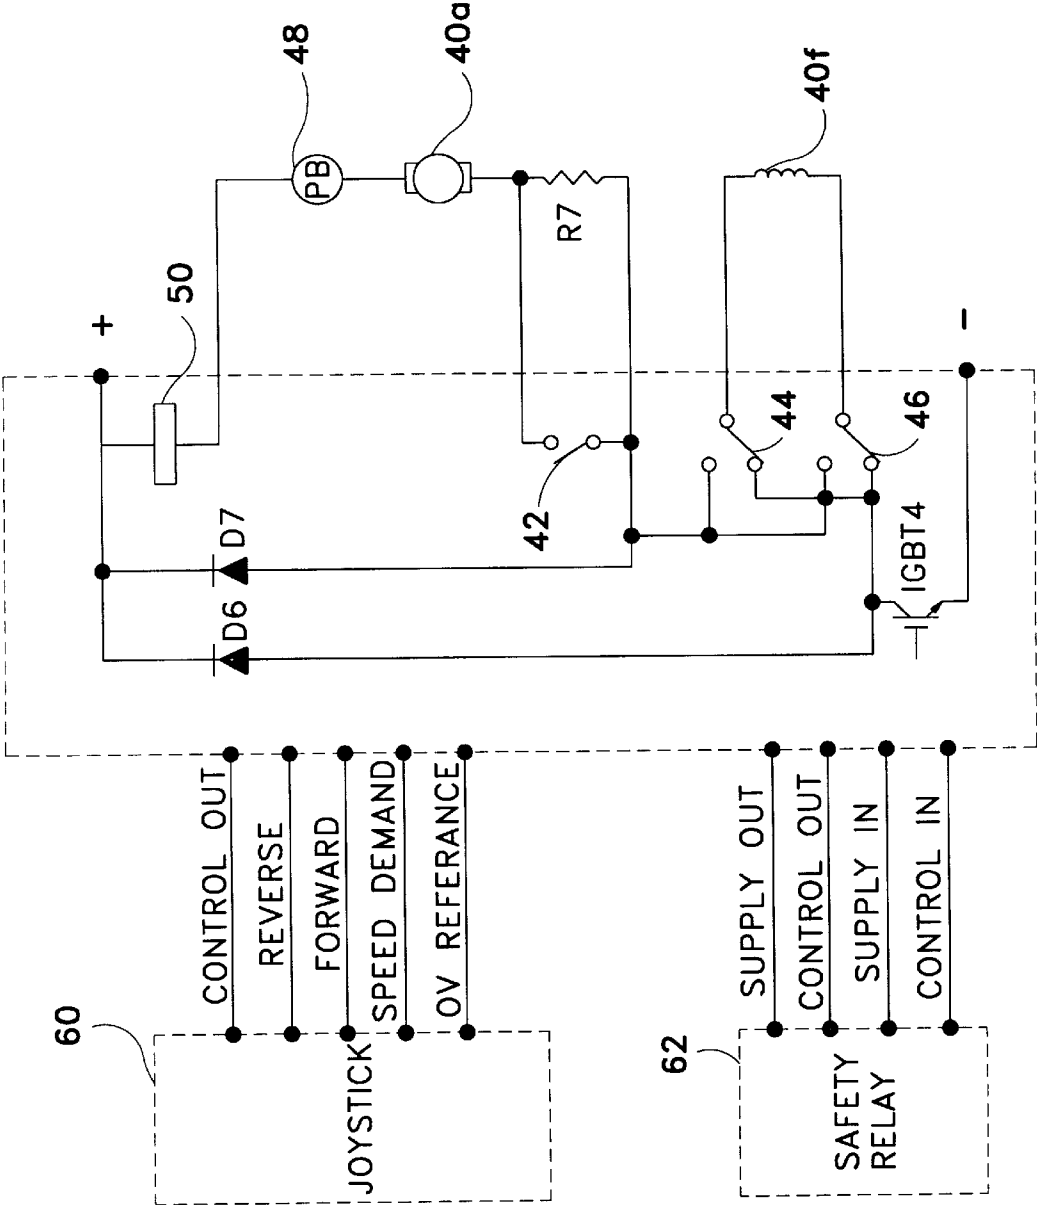 48
40a
PB
40f
R7
50
+
−
44
46
42
D7
D6
IGBT4
CONTROL OUT
REVERSE
FORWARD
SPEED DEMAND
OV REFERANCE
SUPPLY OUT
CONTROL OUT
SUPPLY IN
CONTROL IN
60
JOYSTICK
62
SAFETY
RELAY